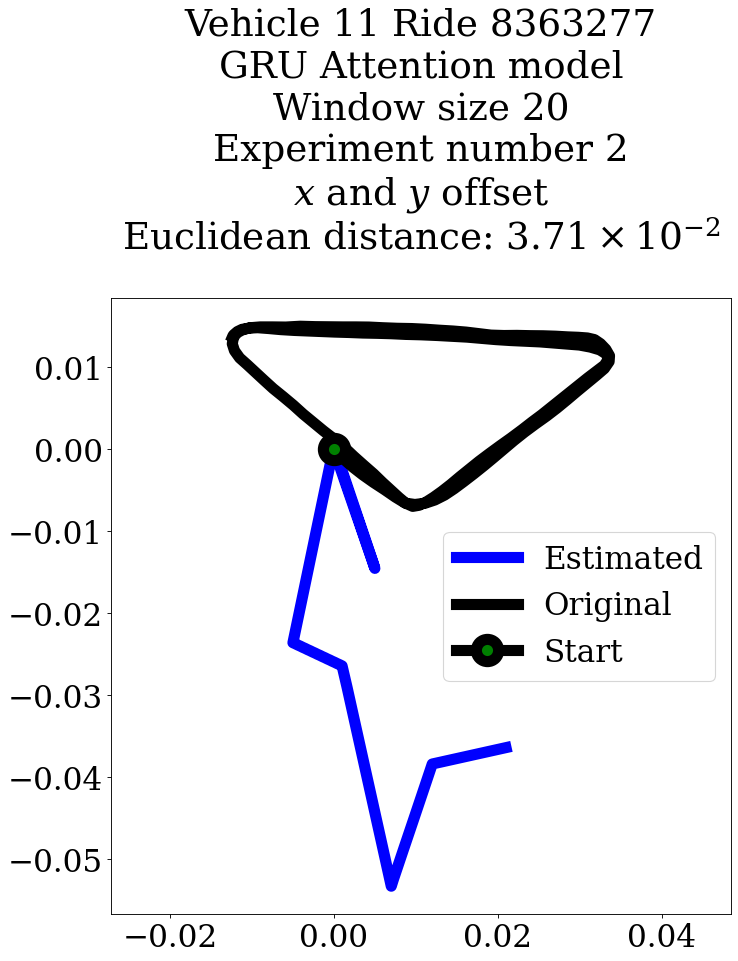 Vehicle 11 Ride 8363277
GRU Attention model
Window size 20
Experiment number 2
x and y offset
Euclidean distance: 3.71 × 10⁻²
0.01
0.00
−0.01
−0.02
−0.03
−0.04
−0.05
Estimated
Original
Start
−0.02 0.00 0.02 0.04